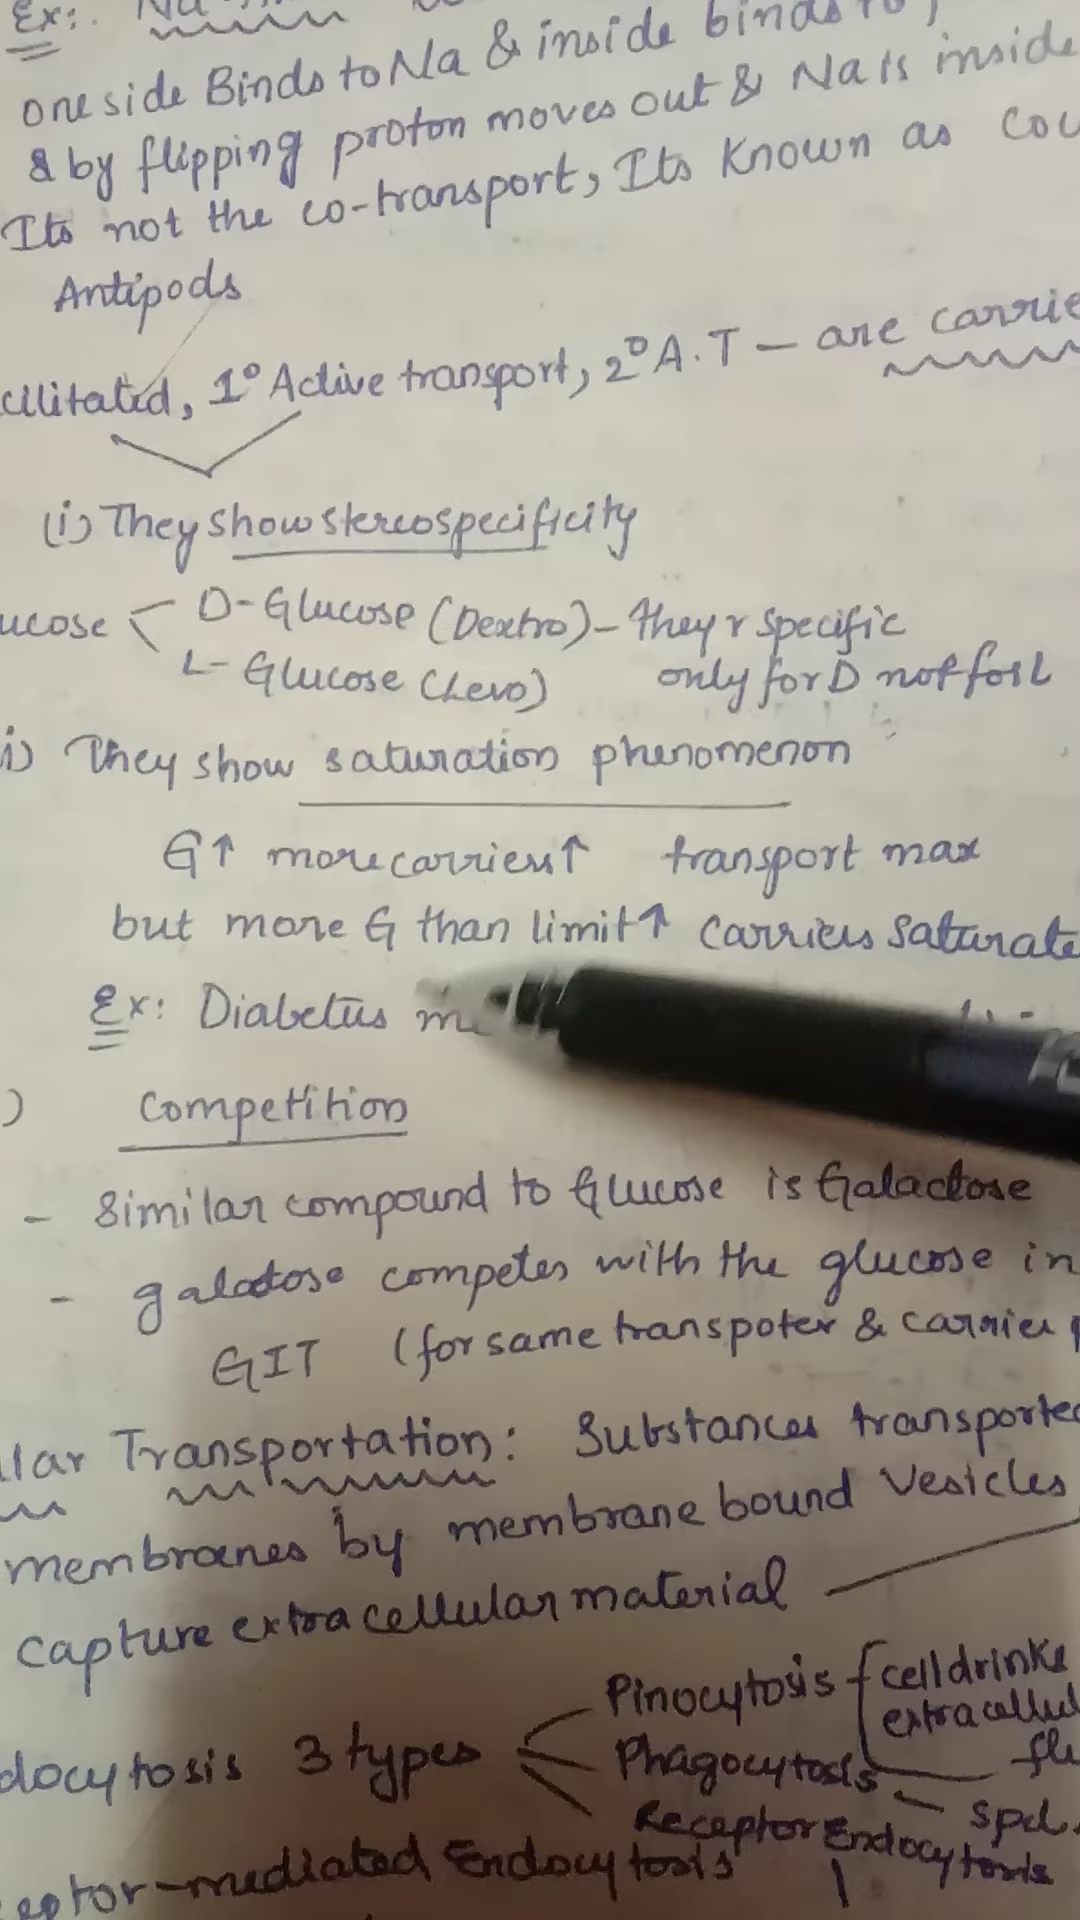 Ex:
one side Binds to Na & inside binds to
& by flipping proton moves out & Na is inside
Its not the co-transport, Its Known as cou
Antipods
cilitated, 1° Active transport, 2° A.T — are carrie
(i) They show stereospecificity
ucose < D-Glucose (Dextro) - they r specific
L-Glucose (Levo) only for D not for L
i) They show saturation phenomenon
G↑ more carriers↑ transport max
but more G than limit↑ carriers saturate
Ex: Diabetus
) Competition
- Similar compound to Glucose is Galactose
- galactose competes with the glucose in
GIT (for same transpoter & carrier p
lar Transportation: Substances transported
membranes by membrane bound vesicles
capture extracellular material
Pinocytosis {cell drinks
extracellul
docytosis 3 types
Phagocytosis
Receptor Endocytosis
eptor-mediated Endocytosis